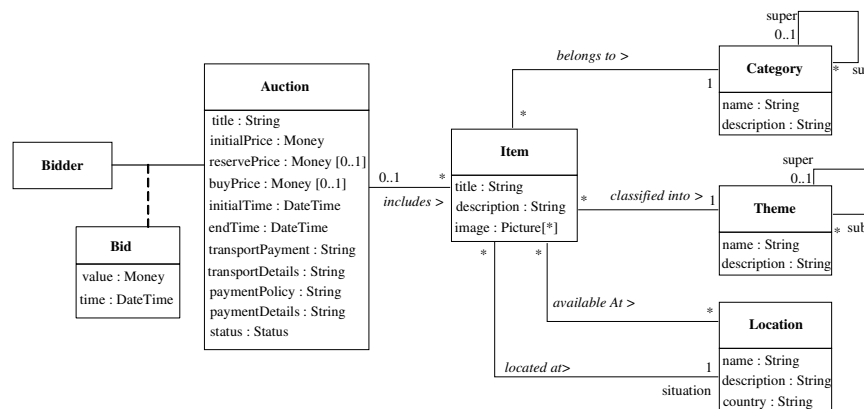 Bidder
Bid
value : Money
time : DateTime
Auction
title : String
initialPrice : Money
reservePrice : Money [0..1]
buyPrice : Money [0..1]
initialTime : DateTime
endTime : DateTime
transportPayment : String
transportDetails : String
paymentPolicy : String
paymentDetails : String
status : Status
0..1
*
includes >
Item
title : String
description : String
image : Picture[*]
belongs to >
*
1
super
0..1
*
su
Category
name : String
description : String
*
classified into >
1
super
0..1
*
sub
Theme
name : String
description : String
*
available At >
*
*
located at>
1
situation
Location
name : String
description : String
country : String